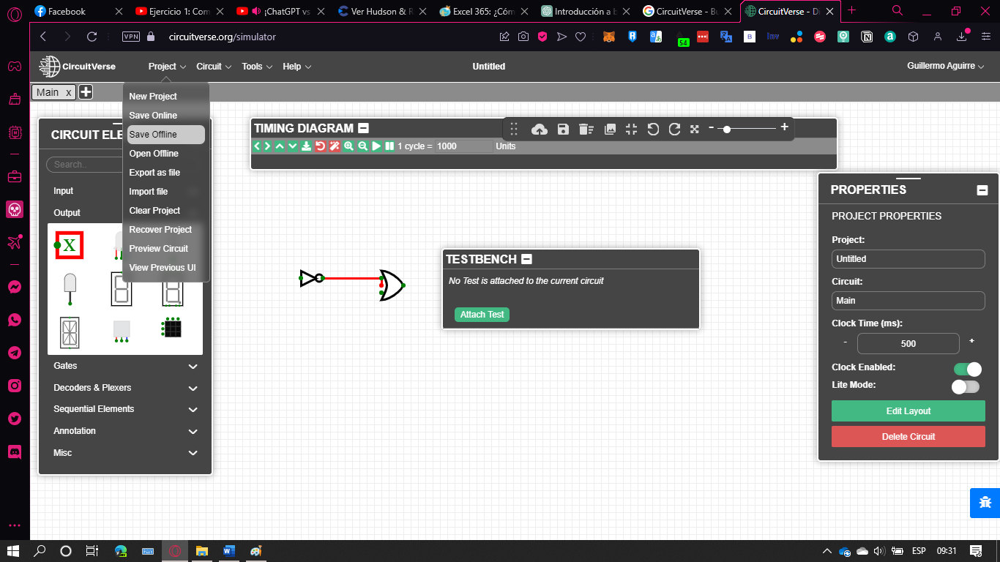 Facebook
Ejercicio 1: Com
¡ChatGPT vs
Ver Hudson & R
Excel 365: ¿Cóm
Introducción a b
CircuitVerse - Bu
CircuitVerse - Di
VPN
circuitverse.org/simulator
54
B
CircuitVerse
Project
Circuit
Tools
Help
Untitled
Guillermo Aguirre
Main x
New Project
Save Online
Save Offline
Open Offline
Export as file
Import file
Clear Project
Recover Project
Preview Circuit
View Previous UI
CIRCUIT ELE
Search..
Input
Output
X
Gates
Decoders & Plexers
Sequential Elements
Annotation
Misc
TIMING DIAGRAM
1 cycle = 1000 Units
TESTBENCH
No Test is attached to the current circuit
Attach Test
PROPERTIES
PROJECT PROPERTIES
Project:
Untitled
Circuit:
Main
Clock Time (ms):
- 500 +
Clock Enabled:
Lite Mode:
Edit Layout
Delete Circuit
ESP
09:31